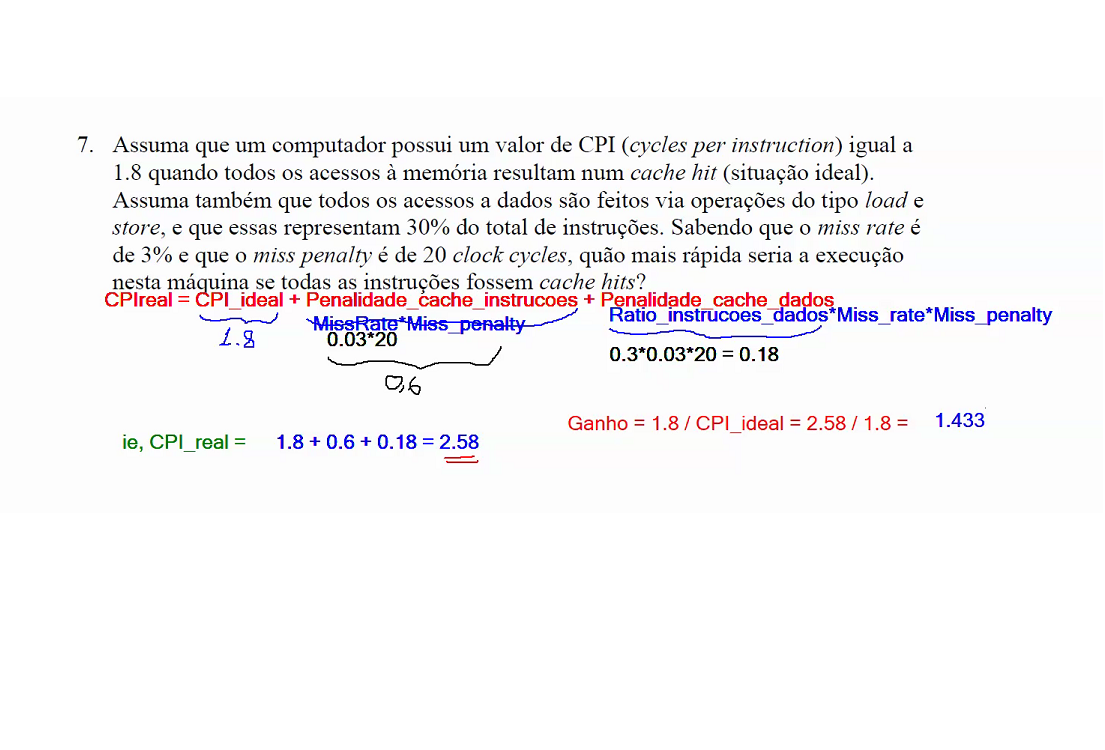 7. Assuma que um computador possui um valor de CPI (cycles per instruction) igual a
1.8 quando todos os acessos à memória resultam num cache hit (situação ideal).
Assuma também que todos os acessos a dados são feitos via operações do tipo load e
store, e que essas representam 30% do total de instruções. Sabendo que o miss rate é
de 3% e que o miss penalty é de 20 clock cycles, quão mais rápida seria a execução
nesta máquina se todas as instruções fossem cache hits?
CPIreal = CPI_ideal + Penalidade_cache_instrucoes + Penalidade_cache_dados
MissRate*Miss_penalty
Ratio_instrucoes_dados*Miss_rate*Miss_penalty
1.8
0.03*20
0.3*0.03*20 = 0.18
0,6
Ganho = 1.8 / CPI_ideal = 2.58 / 1.8 = 1.433
ie, CPI_real = 1.8 + 0.6 + 0.18 = 2.58